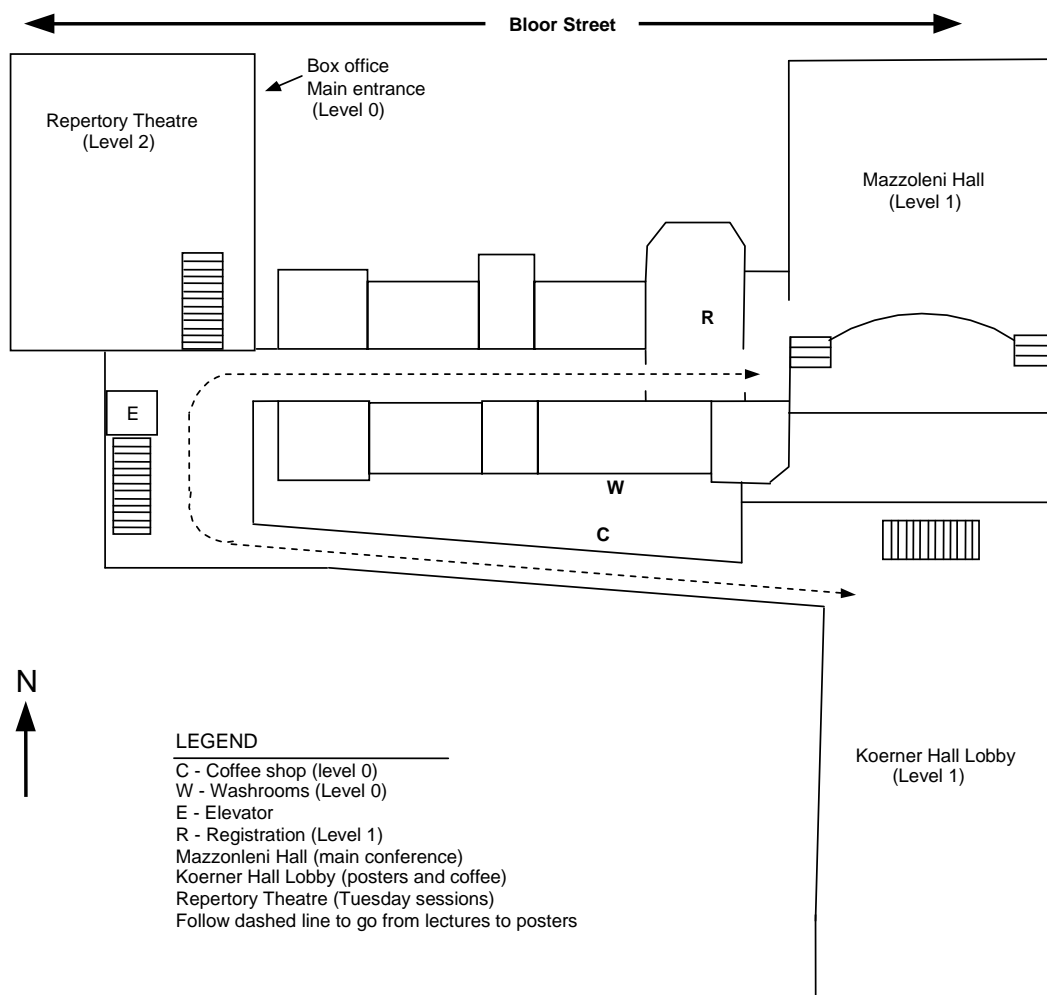 Bloor Street
Box office
Main entrance
(Level 0)
Repertory Theatre
(Level 2)
Mazzoleni Hall
(Level 1)
R
E
W
C
N
Koerner Hall Lobby
(Level 1)
LEGEND
C - Coffee shop (level 0)
W - Washrooms (Level 0)
E - Elevator
R - Registration (Level 1)
Mazzonleni Hall (main conference)
Koerner Hall Lobby (posters and coffee)
Repertory Theatre (Tuesday sessions)
Follow dashed line to go from lectures to posters